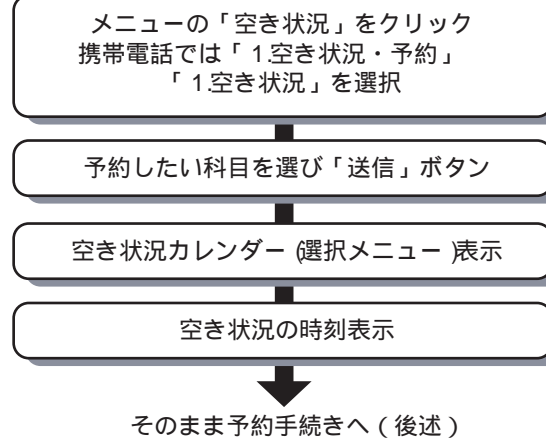 メニューの「空き状況」をクリック
携帯電話では「 1.空き状況・予約」
「 1.空き状況」を選択
予約したい科目を選び「送信」ボタン
空き状況カレンダー (選択メニュー )表示
空き状況の時刻表示
そのまま予約手続きへ ( 後述 )